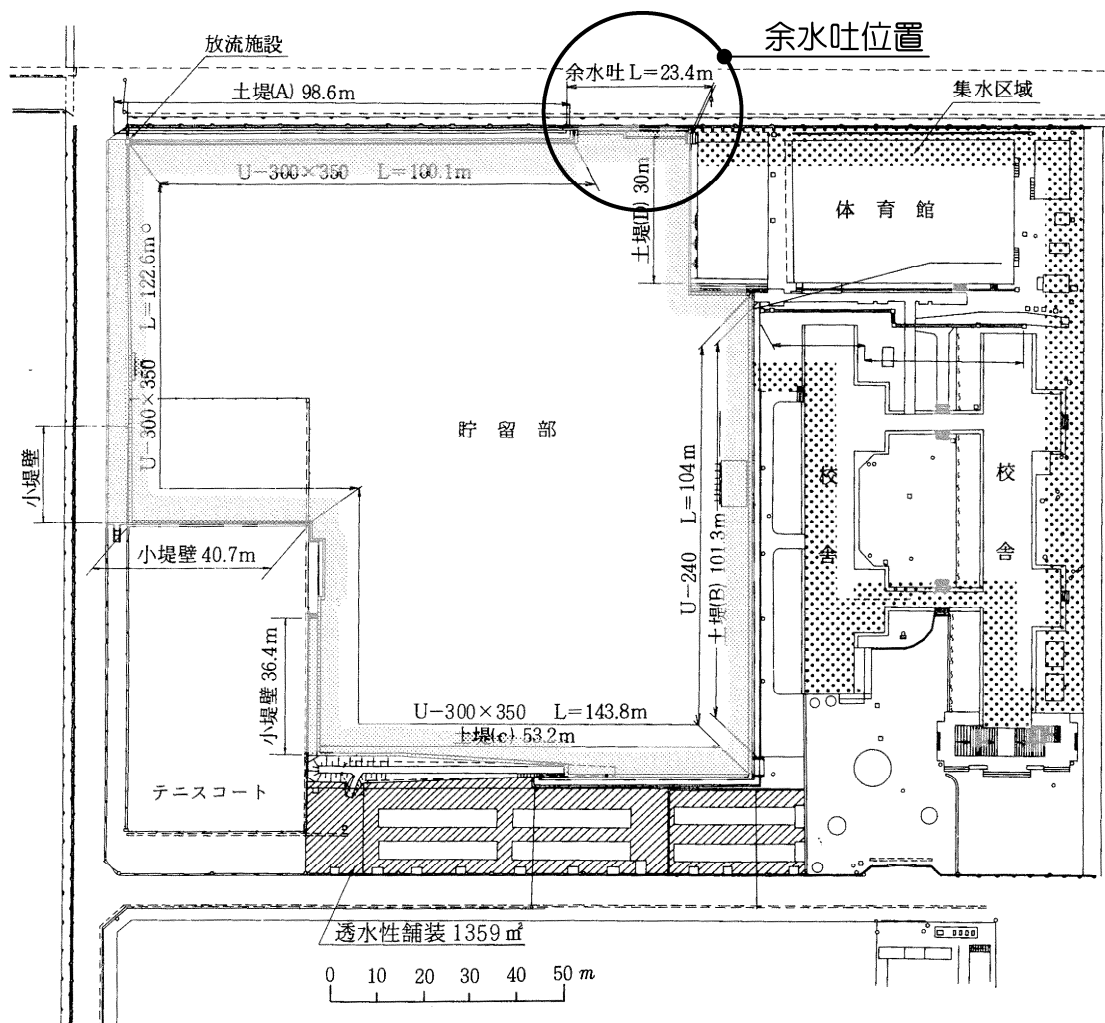 余水吐位置
放流施設
余水吐 L=23.4m
土堤(A) 98.6m
集水区域
U-300×350 L=100.1m
土堤(D) 30m
体育館
U-300×350 L=122.6m
貯留部
小堤壁
校舎
校舎
U-240 L=104m
土堤(B) 101.3m
小堤壁 40.7m
小堤壁 36.4m
U-300×350 L=143.8m
土堤(c) 53.2m
テニスコート
透水性舗装 1359㎡
0 10 20 30 40 50 m